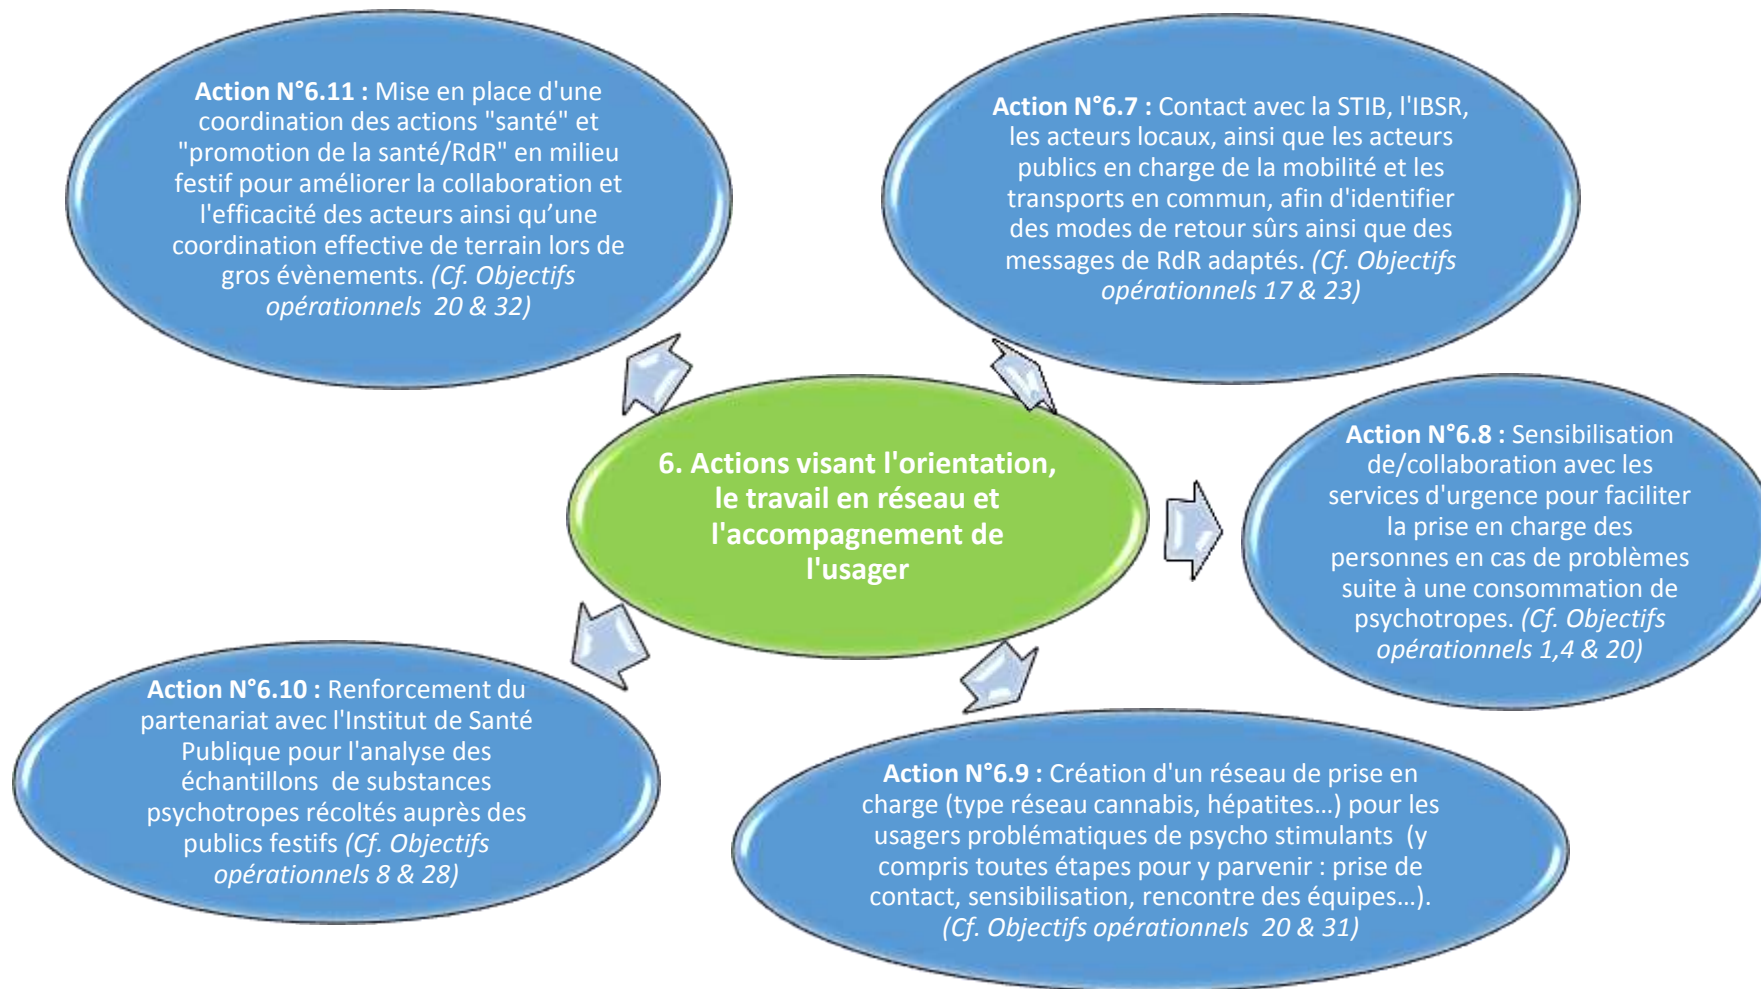 Action N°6.11 : Mise en place d'une
coordination des actions "santé" et
"promotion de la santé/RdR" en milieu
festif pour améliorer la collaboration et
l'efficacité des acteurs ainsi qu’une
coordination effective de terrain lors de
gros évènements. (Cf. Objectifs
opérationnels  20 & 32)
Action N°6.7 : Contact avec la STIB, l'IBSR,
les acteurs locaux, ainsi que les acteurs
publics en charge de la mobilité et les
transports en commun, afin d'identifier
des modes de retour sûrs ainsi que des
messages de RdR adaptés. (Cf. Objectifs
opérationnels 17 & 23)
6. Actions visant l'orientation,
le travail en réseau et
l'accompagnement de
l'usager
Action N°6.8 : Sensibilisation
de/collaboration avec les
services d'urgence pour faciliter
la prise en charge des
personnes en cas de problèmes
suite à une consommation de
psychotropes. (Cf. Objectifs
opérationnels 1,4 & 20)
Action N°6.10 : Renforcement du
partenariat avec l'Institut de Santé
Publique pour l'analyse des
échantillons  de substances
psychotropes récoltés auprès des
publics festifs (Cf. Objectifs
opérationnels 8 & 28)
Action N°6.9 : Création d'un réseau de prise en
charge (type réseau cannabis, hépatites…) pour les
usagers problématiques de psycho stimulants  (y
compris toutes étapes pour y parvenir : prise de
contact, sensibilisation, rencontre des équipes…).
(Cf. Objectifs opérationnels  20 & 31)